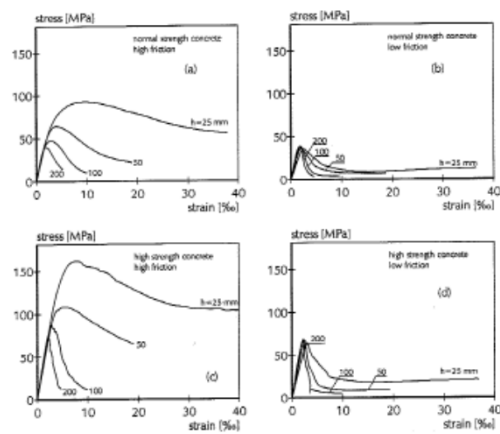 stress [MPa]
normal strength concrete
high friction
(a)
150
100
50
0
h=25 mm
50
200
100
0
10
20
30
40
strain [‰]
stress [MPa]
normal strength concrete
low friction
(b)
150
100
50
0
200
100
50
h=25 mm
0
10
20
30
40
strain [‰]
stress [MPa]
high strength concrete
high friction
150
100
50
0
h=25 mm
50
(c)
200
100
0
10
20
30
40
strain [‰]
stress [MPa]
high strength concrete
low friction
(d)
150
100
50
0
200
100
50
h=25 mm
0
10
20
30
40
strain [‰]